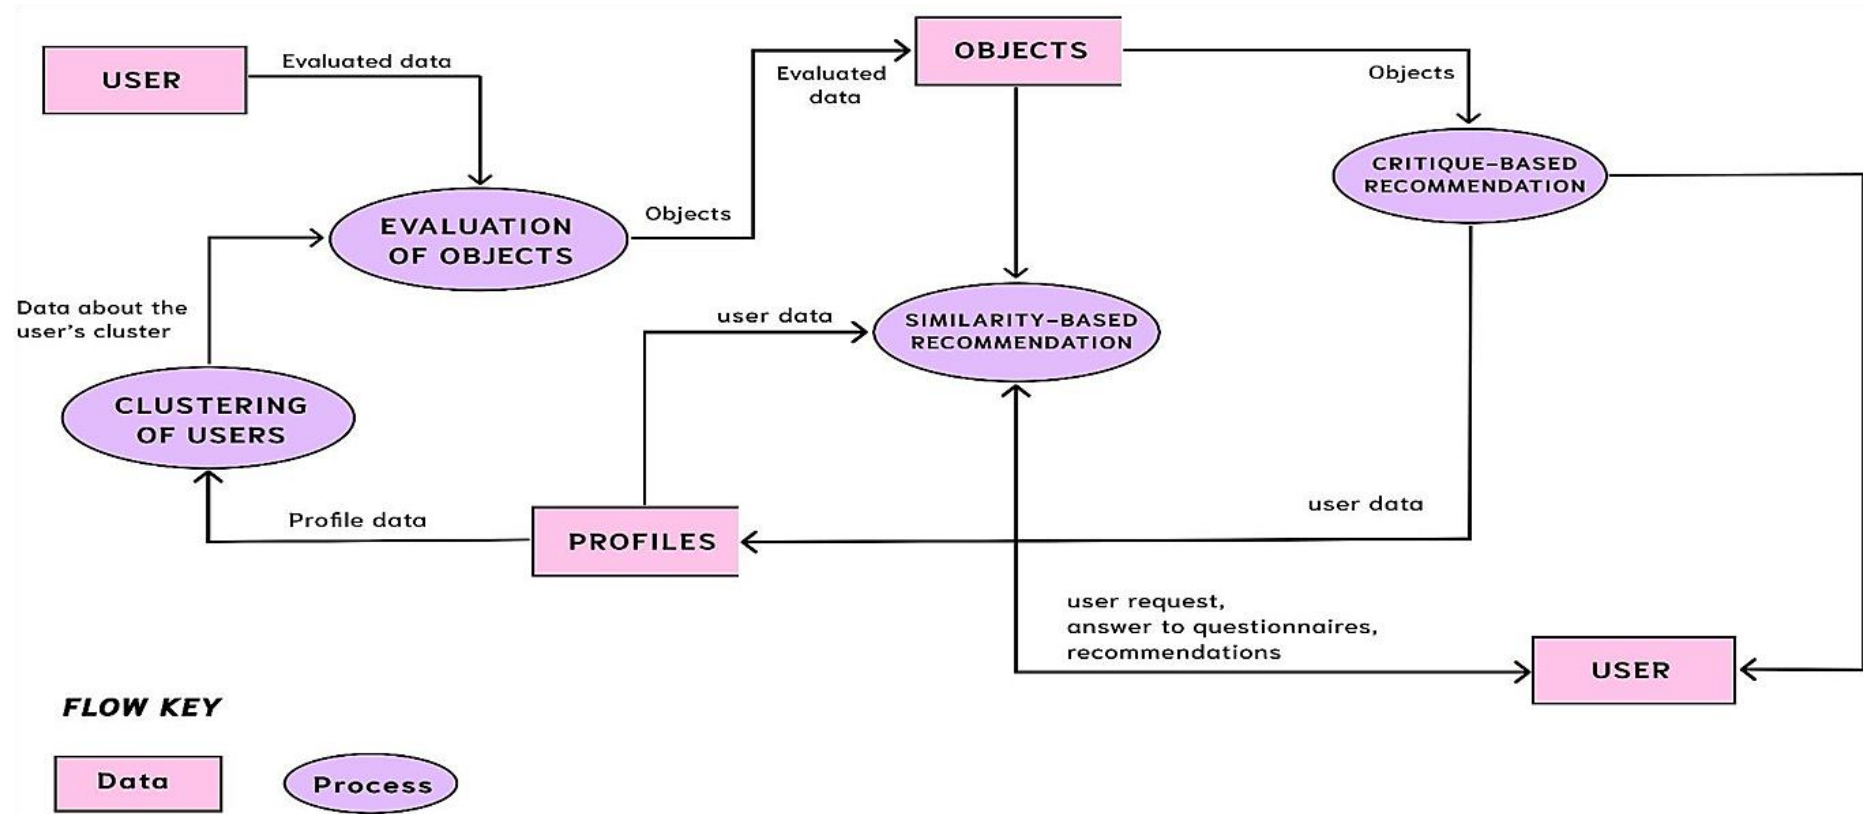 USER
Evaluated data
EVALUATION
OF OBJECTS
Objects
Evaluated
data
OBJECTS
Objects
CRITIQUE-BASED
RECOMMENDATION
Data about the
user's cluster
CLUSTERING
OF USERS
user data
SIMILARITY-BASED
RECOMMENDATION
Profile data
PROFILES
user data
user request,
answer to questionnaires,
recommendations
USER
FLOW KEY
Data
Process